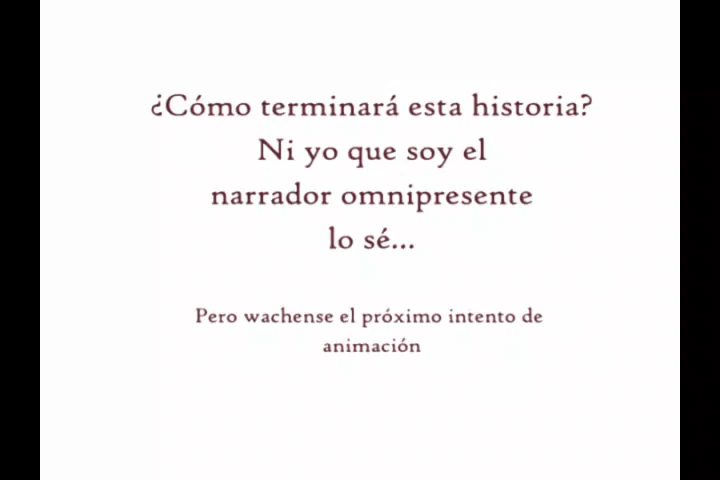 ¿Cómo terminará esta historia?
Ni yo que soy el
narrador omnipresente
lo sé...
Pero wachense el próximo intento de
animación